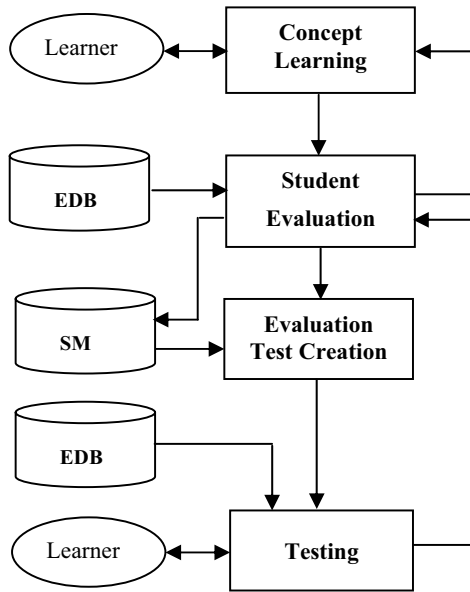 Learner
Concept
Learning
EDB
Student
Evaluation
SM
Evaluation
Test Creation
EDB
Learner
Testing